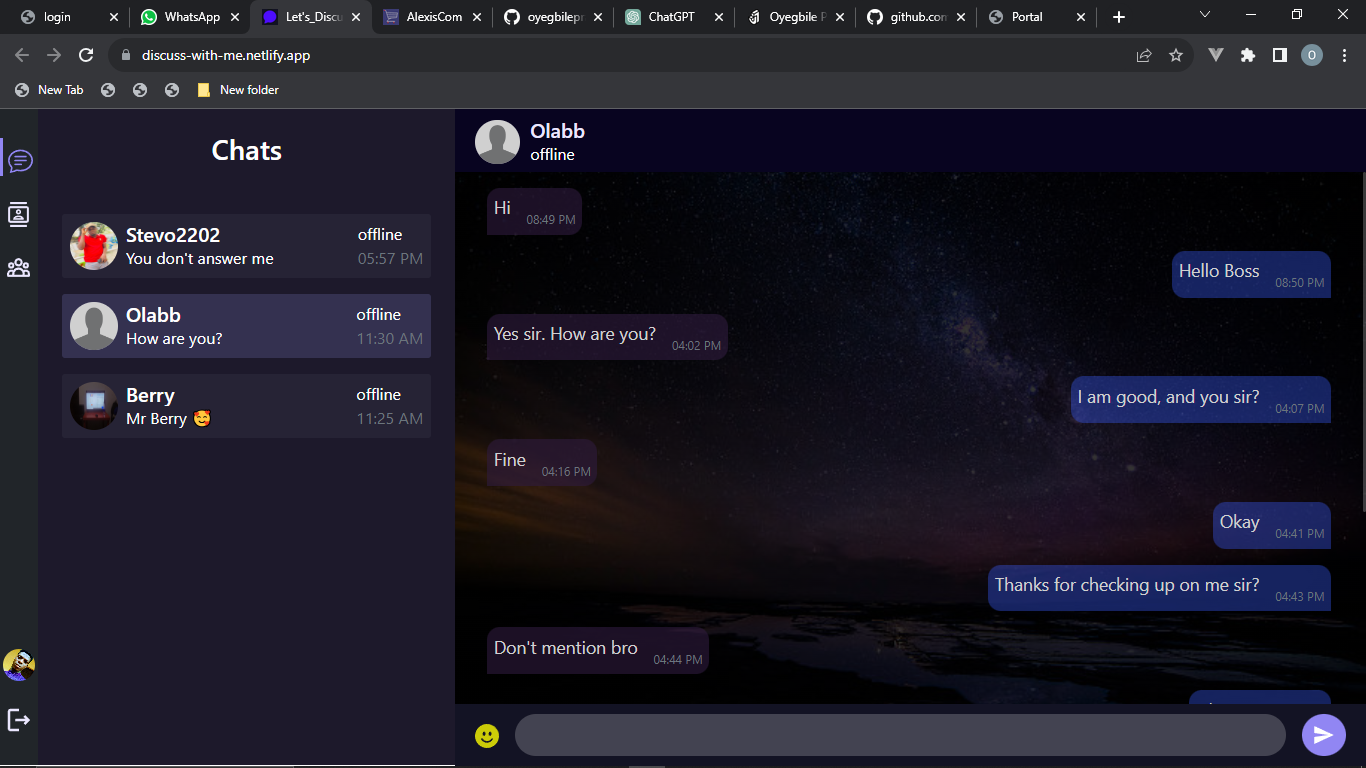 login
WhatsApp
Let's_Discu
AlexisCom
oyegbilepr
ChatGPT
Oyegbile P
github.com
Portal
discuss-with-me.netlify.app
O
New Tab
New folder
Chats
Stevo2202
offline
You don't answer me
05:57 PM
Olabb
offline
How are you?
11:30 AM
Berry
offline
Mr Berry 🥰
11:25 AM
Olabb
offline
Hi
08:49 PM
Hello Boss
08:50 PM
Yes sir. How are you?
04:02 PM
I am good, and you sir?
04:07 PM
Fine
04:16 PM
Okay
04:41 PM
Thanks for checking up on me sir?
04:43 PM
Don't mention bro
04:44 PM